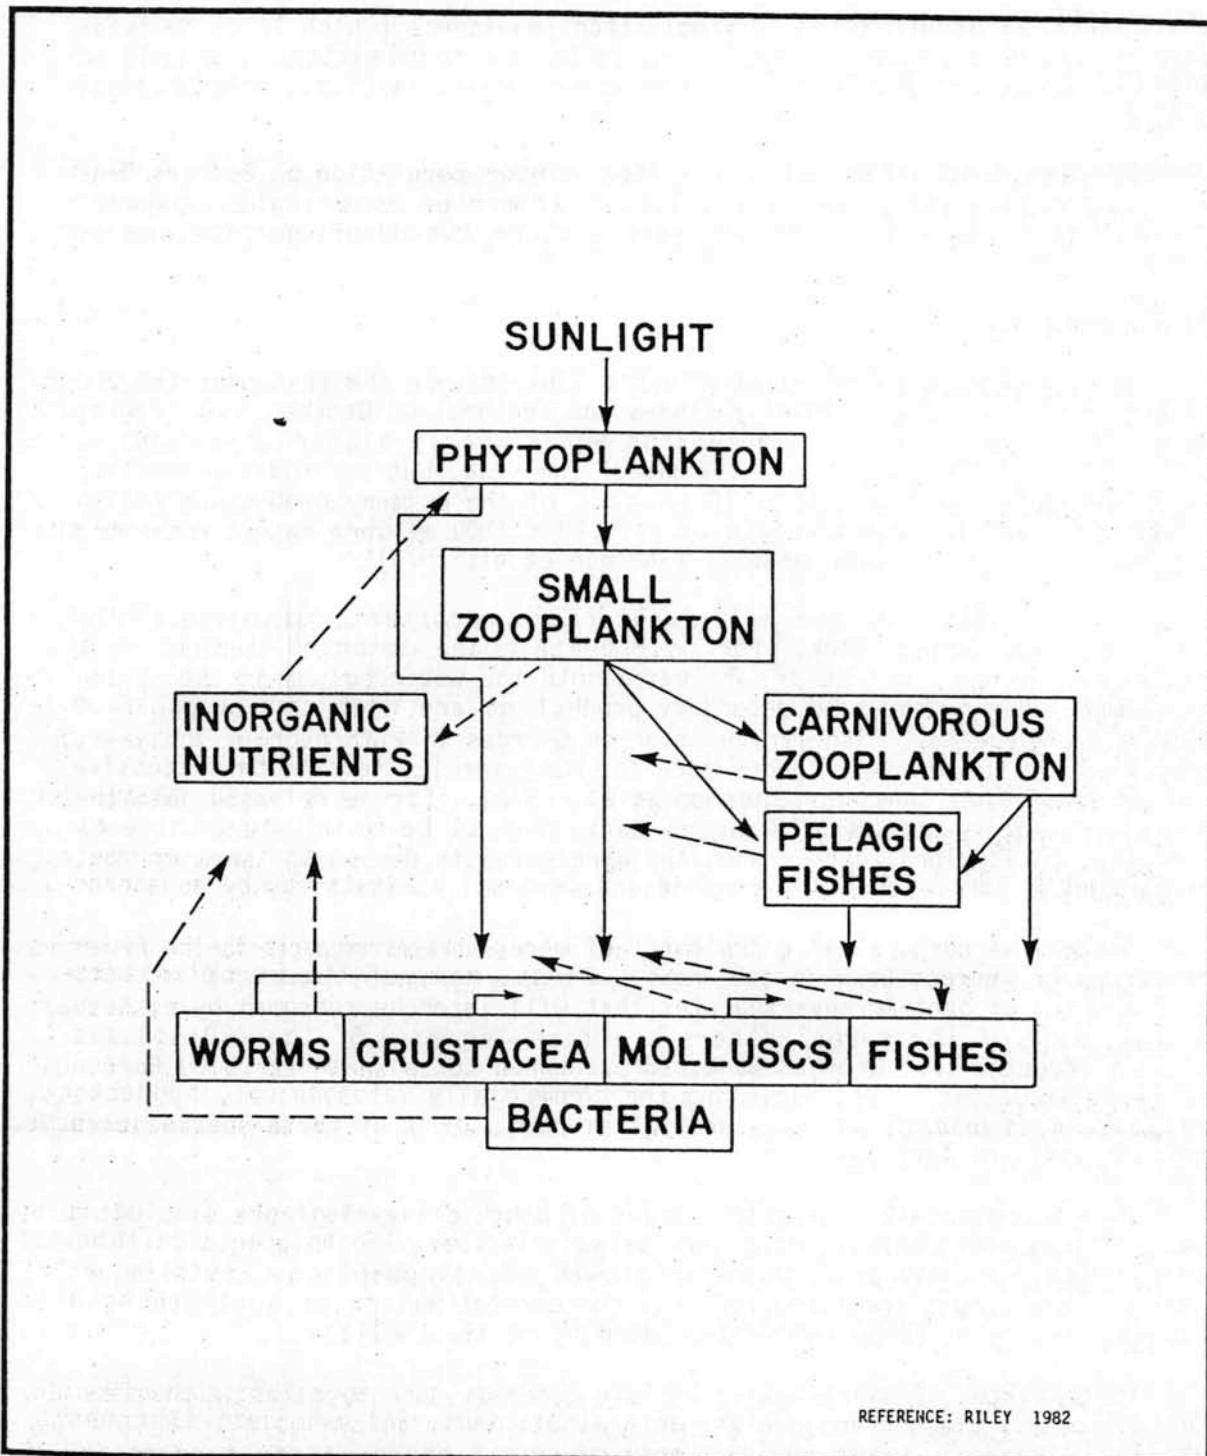 SUNLIGHT
PHYTOPLANKTON
SMALL
ZOOPLANKTON
INORGANIC
NUTRIENTS
CARNIVOROUS
ZOOPLANKTON
PELAGIC
FISHES
WORMS CRUSTACEA MOLLUSCS FISHES
BACTERIA
REFERENCE: RILEY 1982